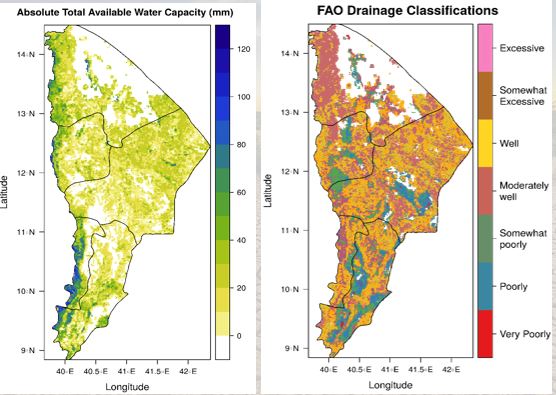 Absolute Total Available Water Capacity (mm)
14-N
13-N
12-N
11-N
10-N
9-N
Latitude
40-E
40.5-E
41-E
41.5-E
42-E
Longitude
120
100
80
60
40
20
0
FAO Drainage Classifications
14-N
13-N
12-N
11-N
10-N
9-N
Latitude
40-E
40.5-E
41-E
41.5-E
42-E
Longitude
Excessive
Somewhat
Excessive
Well
Moderately
well
Somewhat
poorly
Poorly
Very Poorly